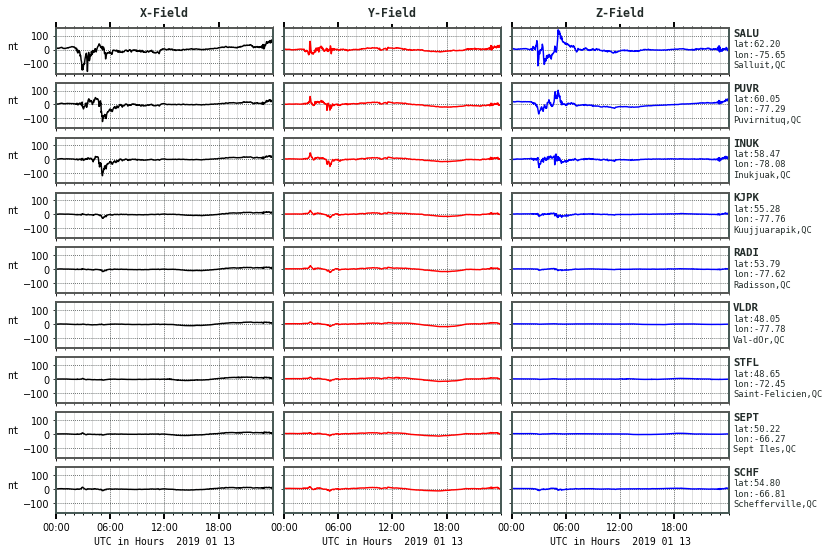 X-Field Y-Field Z-Field
nt 100 0 −100
SALU
lat:62.20
lon:-75.65
Salluit,QC
nt 100 0 −100
PUVR
lat:60.05
lon:-77.29
Puvirnituq,QC
nt 100 0 −100
INUK
lat:58.47
lon:-78.08
Inukjuak,QC
nt 100 0 −100
KJPK
lat:55.28
lon:-77.76
Kuujjuarapik,QC
nt 100 0 −100
RADI
lat:53.79
lon:-77.62
Radisson,QC
nt 100 0 −100
VLDR
lat:48.05
lon:-77.78
Val-dOr,QC
nt 100 0 −100
STFL
lat:48.65
lon:-72.45
Saint-Felicien,QC
nt 100 0 −100
SEPT
lat:50.22
lon:-66.27
Sept Iles,QC
nt 100 0 −100
SCHF
lat:54.80
lon:-66.81
Schefferville,QC
00:00 06:00 12:00 18:00 00:00 06:00 12:00 18:00 00:00 06:00 12:00 18:00
UTC in Hours 2019 01 13 UTC in Hours 2019 01 13 UTC in Hours 2019 01 13